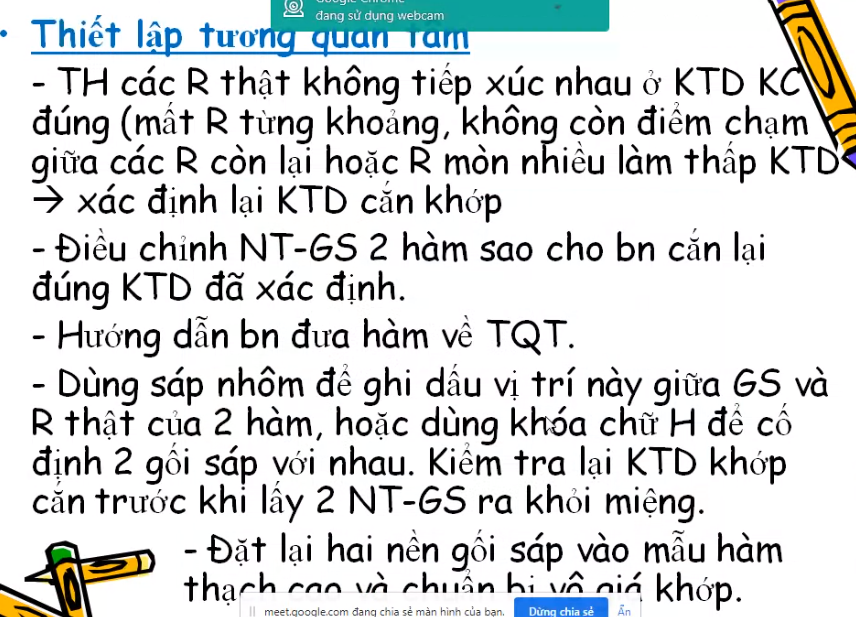 đang sử dụng webcam
• Thiết lập tương quan tâm
- TH các R thật không tiếp xúc nhau ở KTD KC
đúng (mất R từng khoảng, không còn điểm chạm
giữa các R còn lại hoặc R mòn nhiều làm thấp KTD
→ xác định lại KTD cắn khớp
- Điều chỉnh NT-GS 2 hàm sao cho bn cắn lại
đúng KTD đã xác định.
- Hướng dẫn bn đưa hàm về TQT.
- Dùng sáp nhôm để ghi dấu vị trí này giữa GS và
R thật của 2 hàm, hoặc dùng khóa chữ H để cố
định 2 gối sáp với nhau. Kiểm tra lại KTD khớp
cắn trước khi lấy 2 NT-GS ra khỏi miệng.
- Đặt lại hai nền gối sáp vào mẫu hàm
thạch cao và chuẩn bị vô giá khớp.
meet.google.com đang chia sẻ màn hình của bạn. Dừng chia sẻ Ẩn